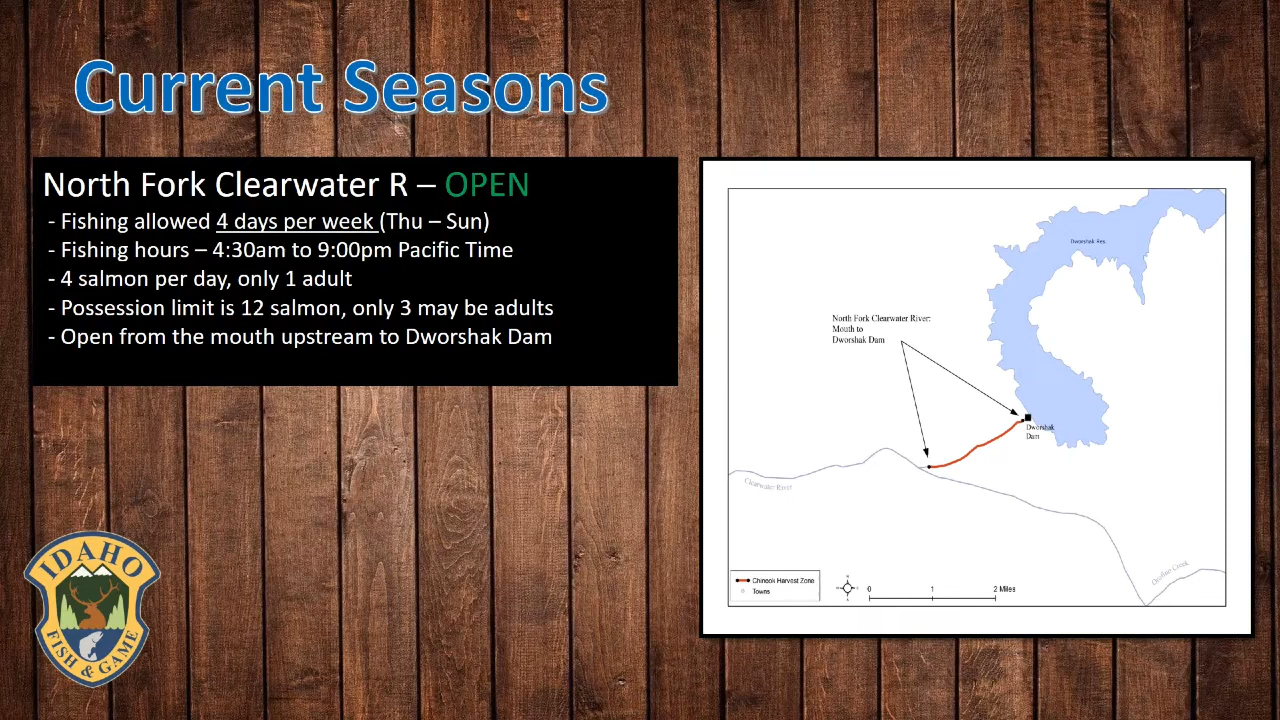 Current Seasons
North Fork Clearwater R – OPEN
- Fishing allowed 4 days per week (Thu – Sun)
- Fishing hours – 4:30am to 9:00pm Pacific Time
- 4 salmon per day, only 1 adult
- Possession limit is 12 salmon, only 3 may be adults
- Open from the mouth upstream to Dworshak Dam
Dworshak Res.
North Fork Clearwater River:
Mouth to
Dworshak Dam
Dworshak
Dam
Clearwater River
Orofino Creek
Chinook Harvest Zone
Towns
N
W E
S
0 1 2 Miles
IDAHO
FISH & GAME